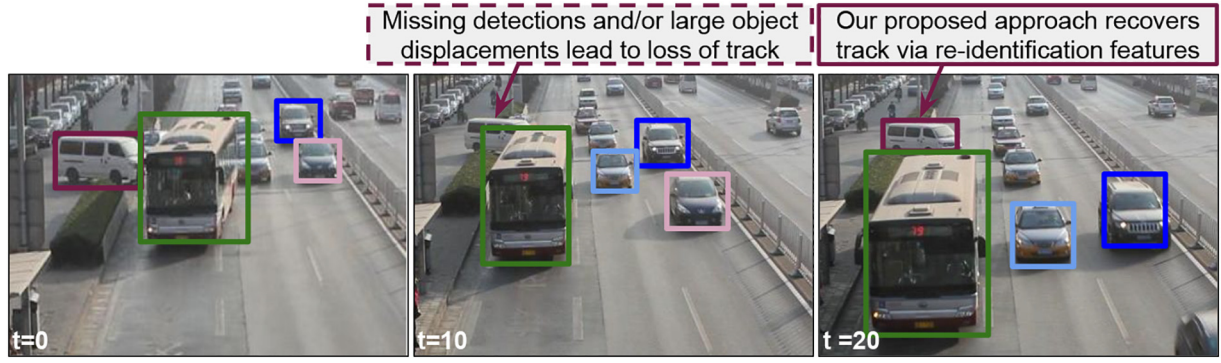 Missing detections and/or large object
displacements lead to loss of track
Our proposed approach recovers
track via re-identification features
t=0
t=10
t =20